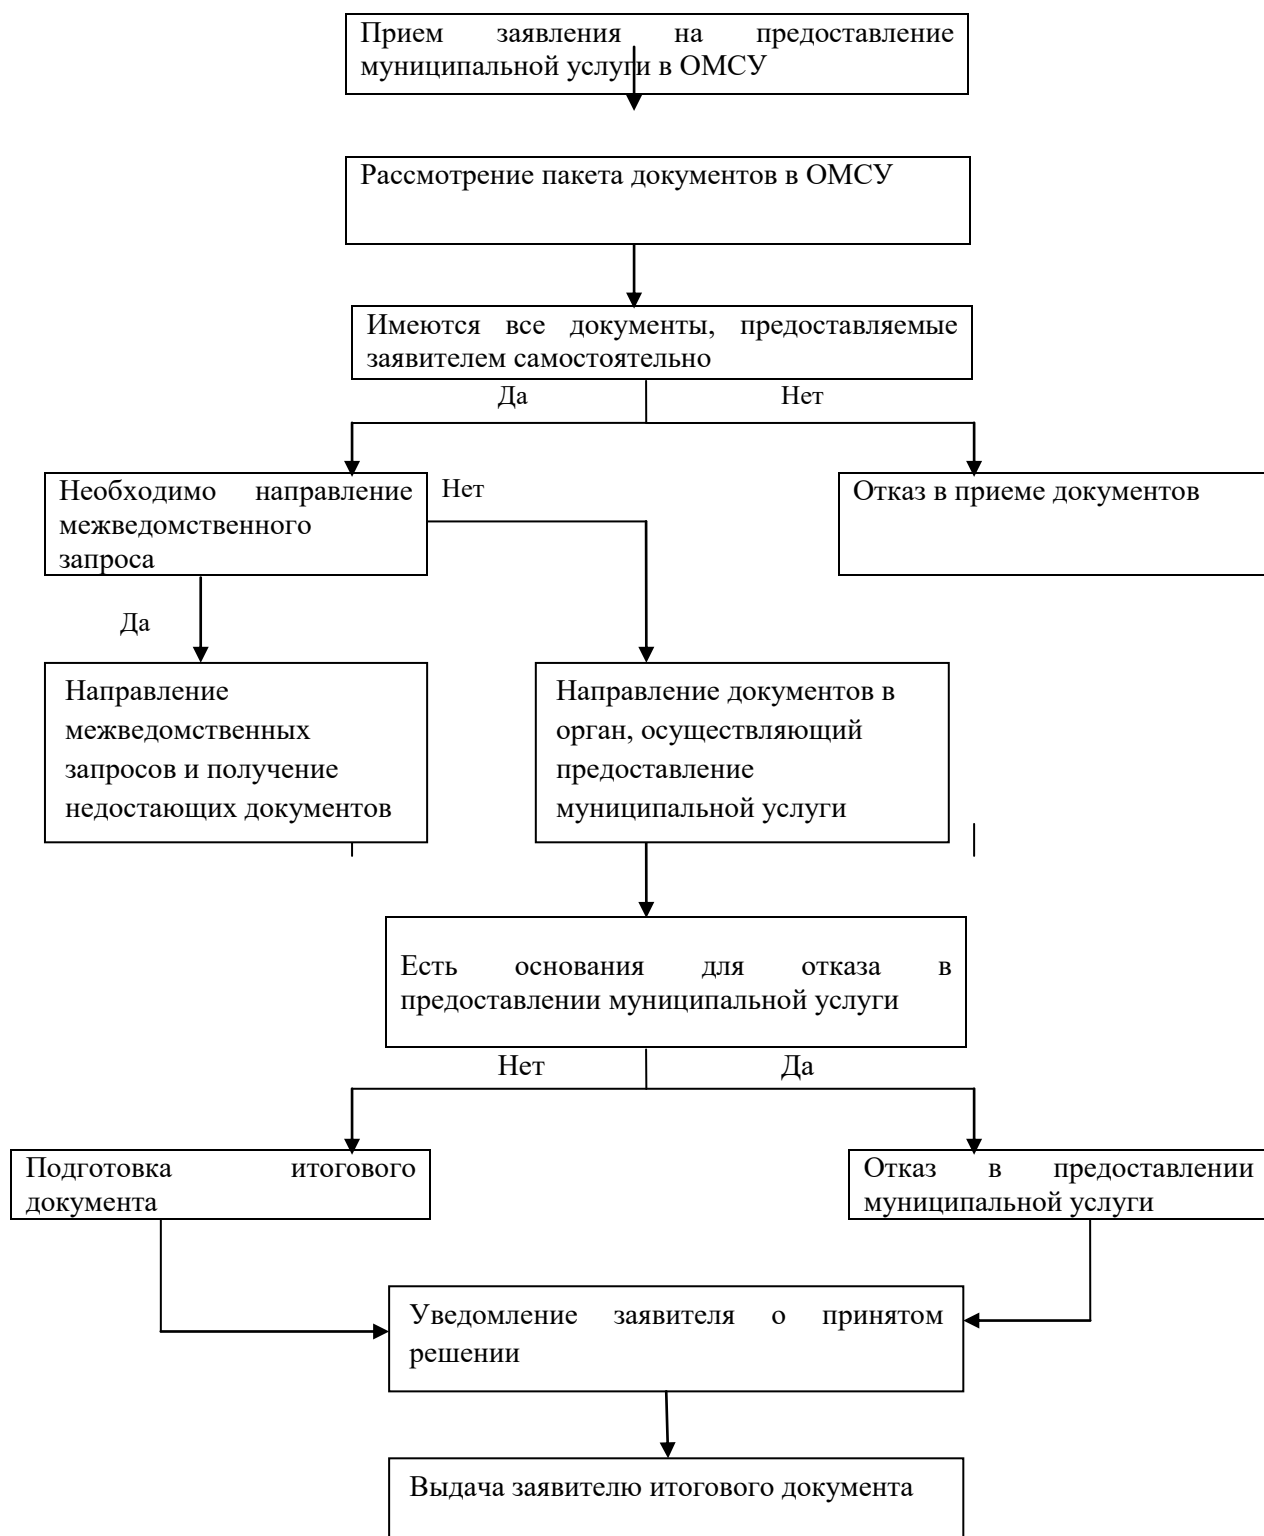 Прием заявления на предоставление
муниципальной услуги в ОМСУ
Рассмотрение пакета документов в ОМСУ
Имеются все документы, предоставляемые
заявителем самостоятельно
Да
Нет
Необходимо направление
межведомственного
запроса
Нет
Отказ в приеме документов
Да
Направление
межведомственных
запросов и получение
недостающих документов
Направление документов в
орган, осуществляющий
предоставление
муниципальной услуги
Есть основания для отказа в
предоставлении муниципальной услуги
Нет
Да
Подготовка итогового
документа
Отказ в предоставлении
муниципальной услуги
Уведомление заявителя о принятом
решении
Выдача заявителю итогового документа